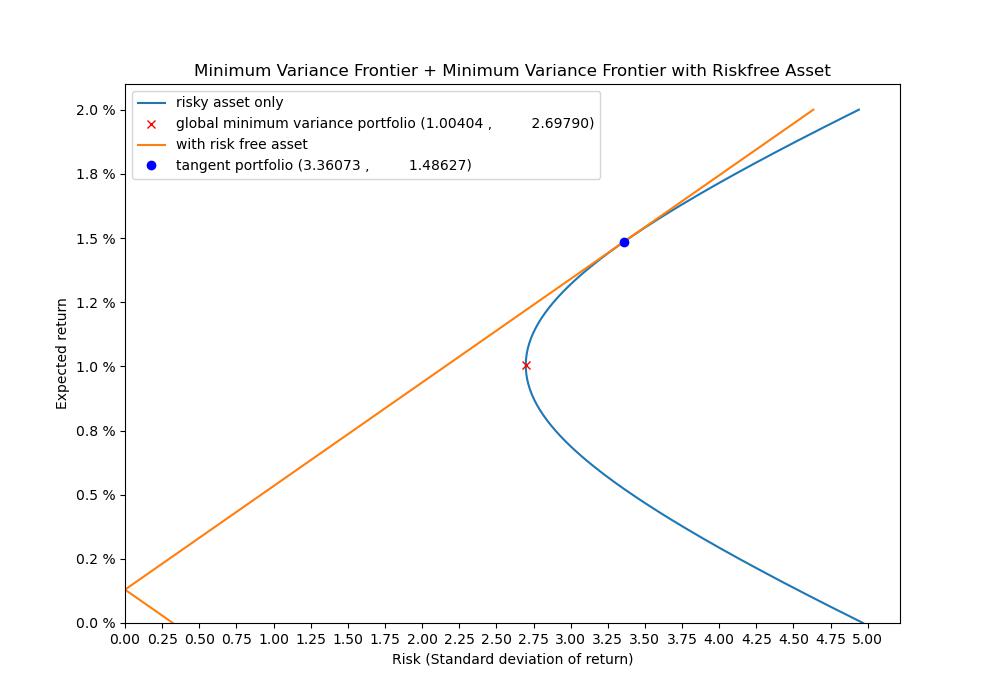 Minimum Variance Frontier + Minimum Variance Frontier with Riskfree Asset
risky asset only
global minimum variance portfolio (1.00404 , 2.69790)
with risk free asset
tangent portfolio (3.36073 , 1.48627)
Expected return
2.0 %
1.8 %
1.5 %
1.2 %
1.0 %
0.8 %
0.5 %
0.2 %
0.0 %
0.00 0.25 0.50 0.75 1.00 1.25 1.50 1.75 2.00 2.25 2.50 2.75 3.00 3.25 3.50 3.75 4.00 4.25 4.50 4.75 5.00
Risk (Standard deviation of return)